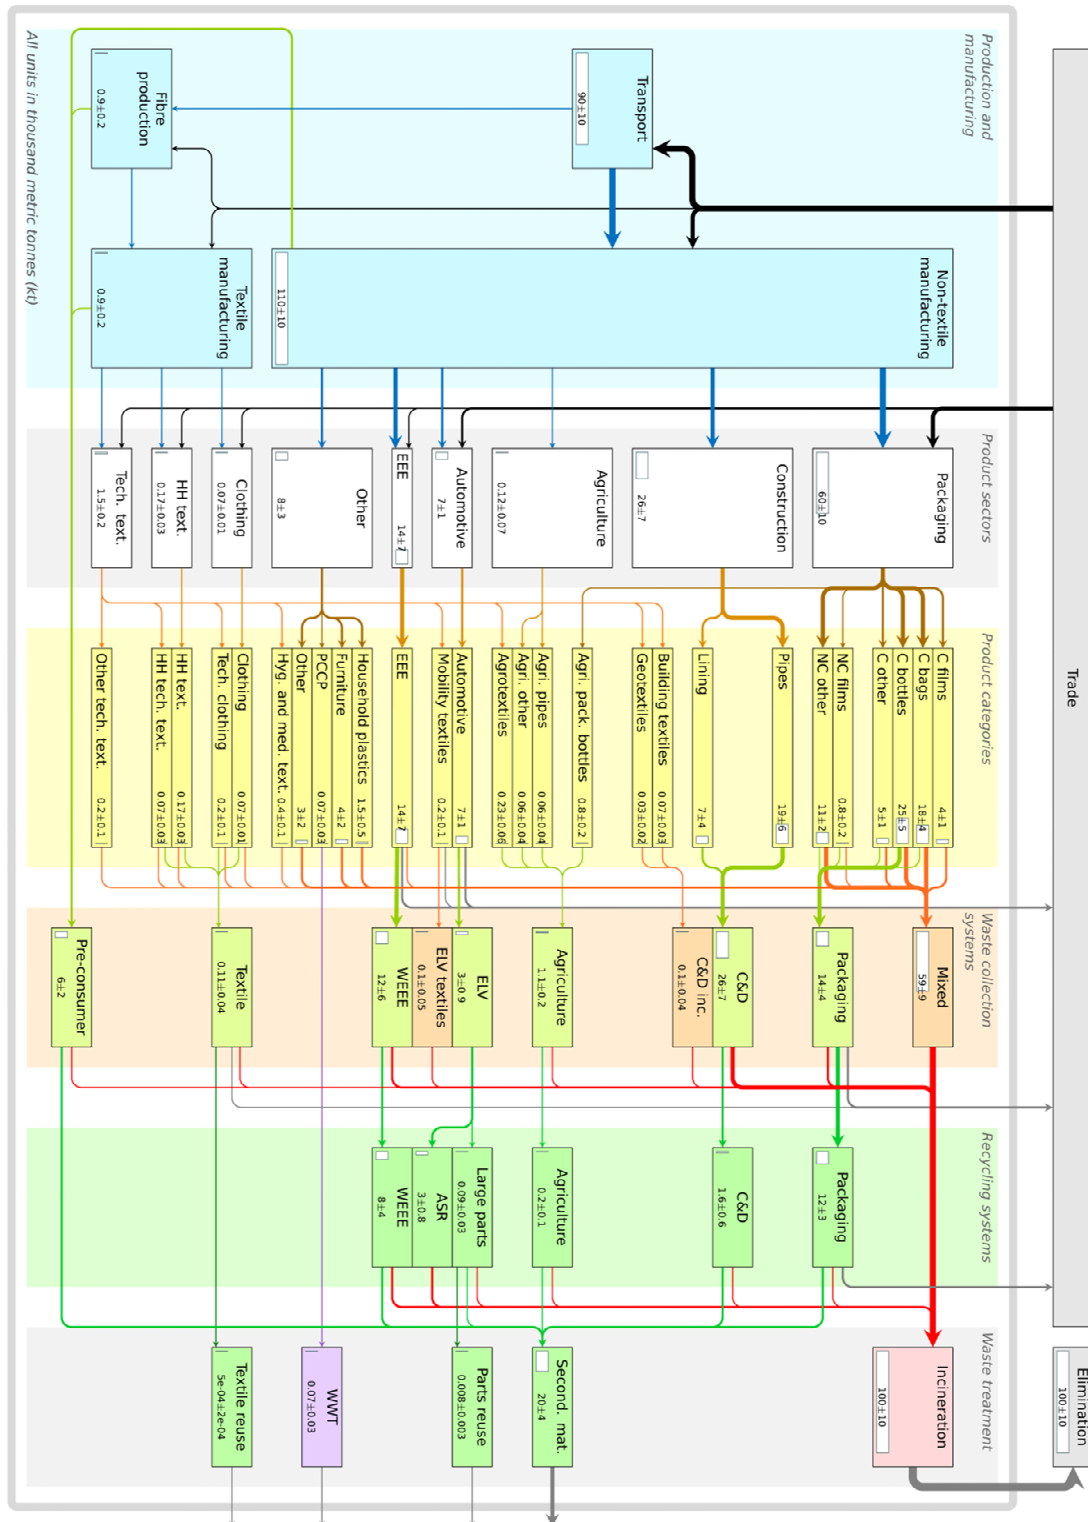 Trade
Elimination
100±10
Production and
manufacturing
Transport
90±10
Fibre
production
0.9±0.2
Non-textile
manufacturing
110±10
Textile
manufacturing
0.9±0.2
All units in thousand metric tonnes (kt)
Product sectors
Packaging
60±10
Construction
26±7
Agriculture
0.12±0.07
Automotive
7±1
EEE
14±7
Other
8±3
Clothing
0.07±0.01
HH text.
0.17±0.03
Tech. text.
1.5±0.2
Product categories
C films
4±1
C bags
18±4
C bottles
25±5
C other
5±1
NC films
0.8±0.2
NC other
11±2
Pipes
19±6
Lining
7±4
Building textiles
0.07±0.03
Geotextiles
0.03±0.02
Agri. pack. bottles
0.8±0.2
Agri. pipes
0.06±0.04
Agri. other
0.06±0.04
Agrotextiles
0.23±0.06
Automotive
7±1
Mobility textiles
0.2±0.1
EEE
14±7
Household plastics
1.5±0.5
Furniture
4±2
PCCP
0.07±0.03
Other
3±2
Hyg. and med. text.
0.4±0.1
Clothing
0.07±0.01
Tech. clothing
0.2±0.1
HH text.
0.17±0.03
HH tech. text.
0.07±0.03
Other tech. text.
0.2±0.1
Waste collection
systems
Mixed
59±9
Packaging
14±4
C&D
26±7
C&D inc.
0.1±0.04
Agriculture
1.1±0.2
ELV
3±0.9
ELV textiles
0.1±0.05
WEEE
12±6
Textile
0.11±0.04
Pre-consumer
6±2
Recycling systems
Packaging
12±3
C&D
1.6±0.6
Agriculture
0.2±0.1
Large parts
0.09±0.03
ASR
3±0.8
WEEE
8±4
Waste treatment
Incineration
100±10
Second. mat.
20±4
Parts reuse
0.008±0.003
WWT
0.07±0.03
Textile reuse
5e-04±2e-04